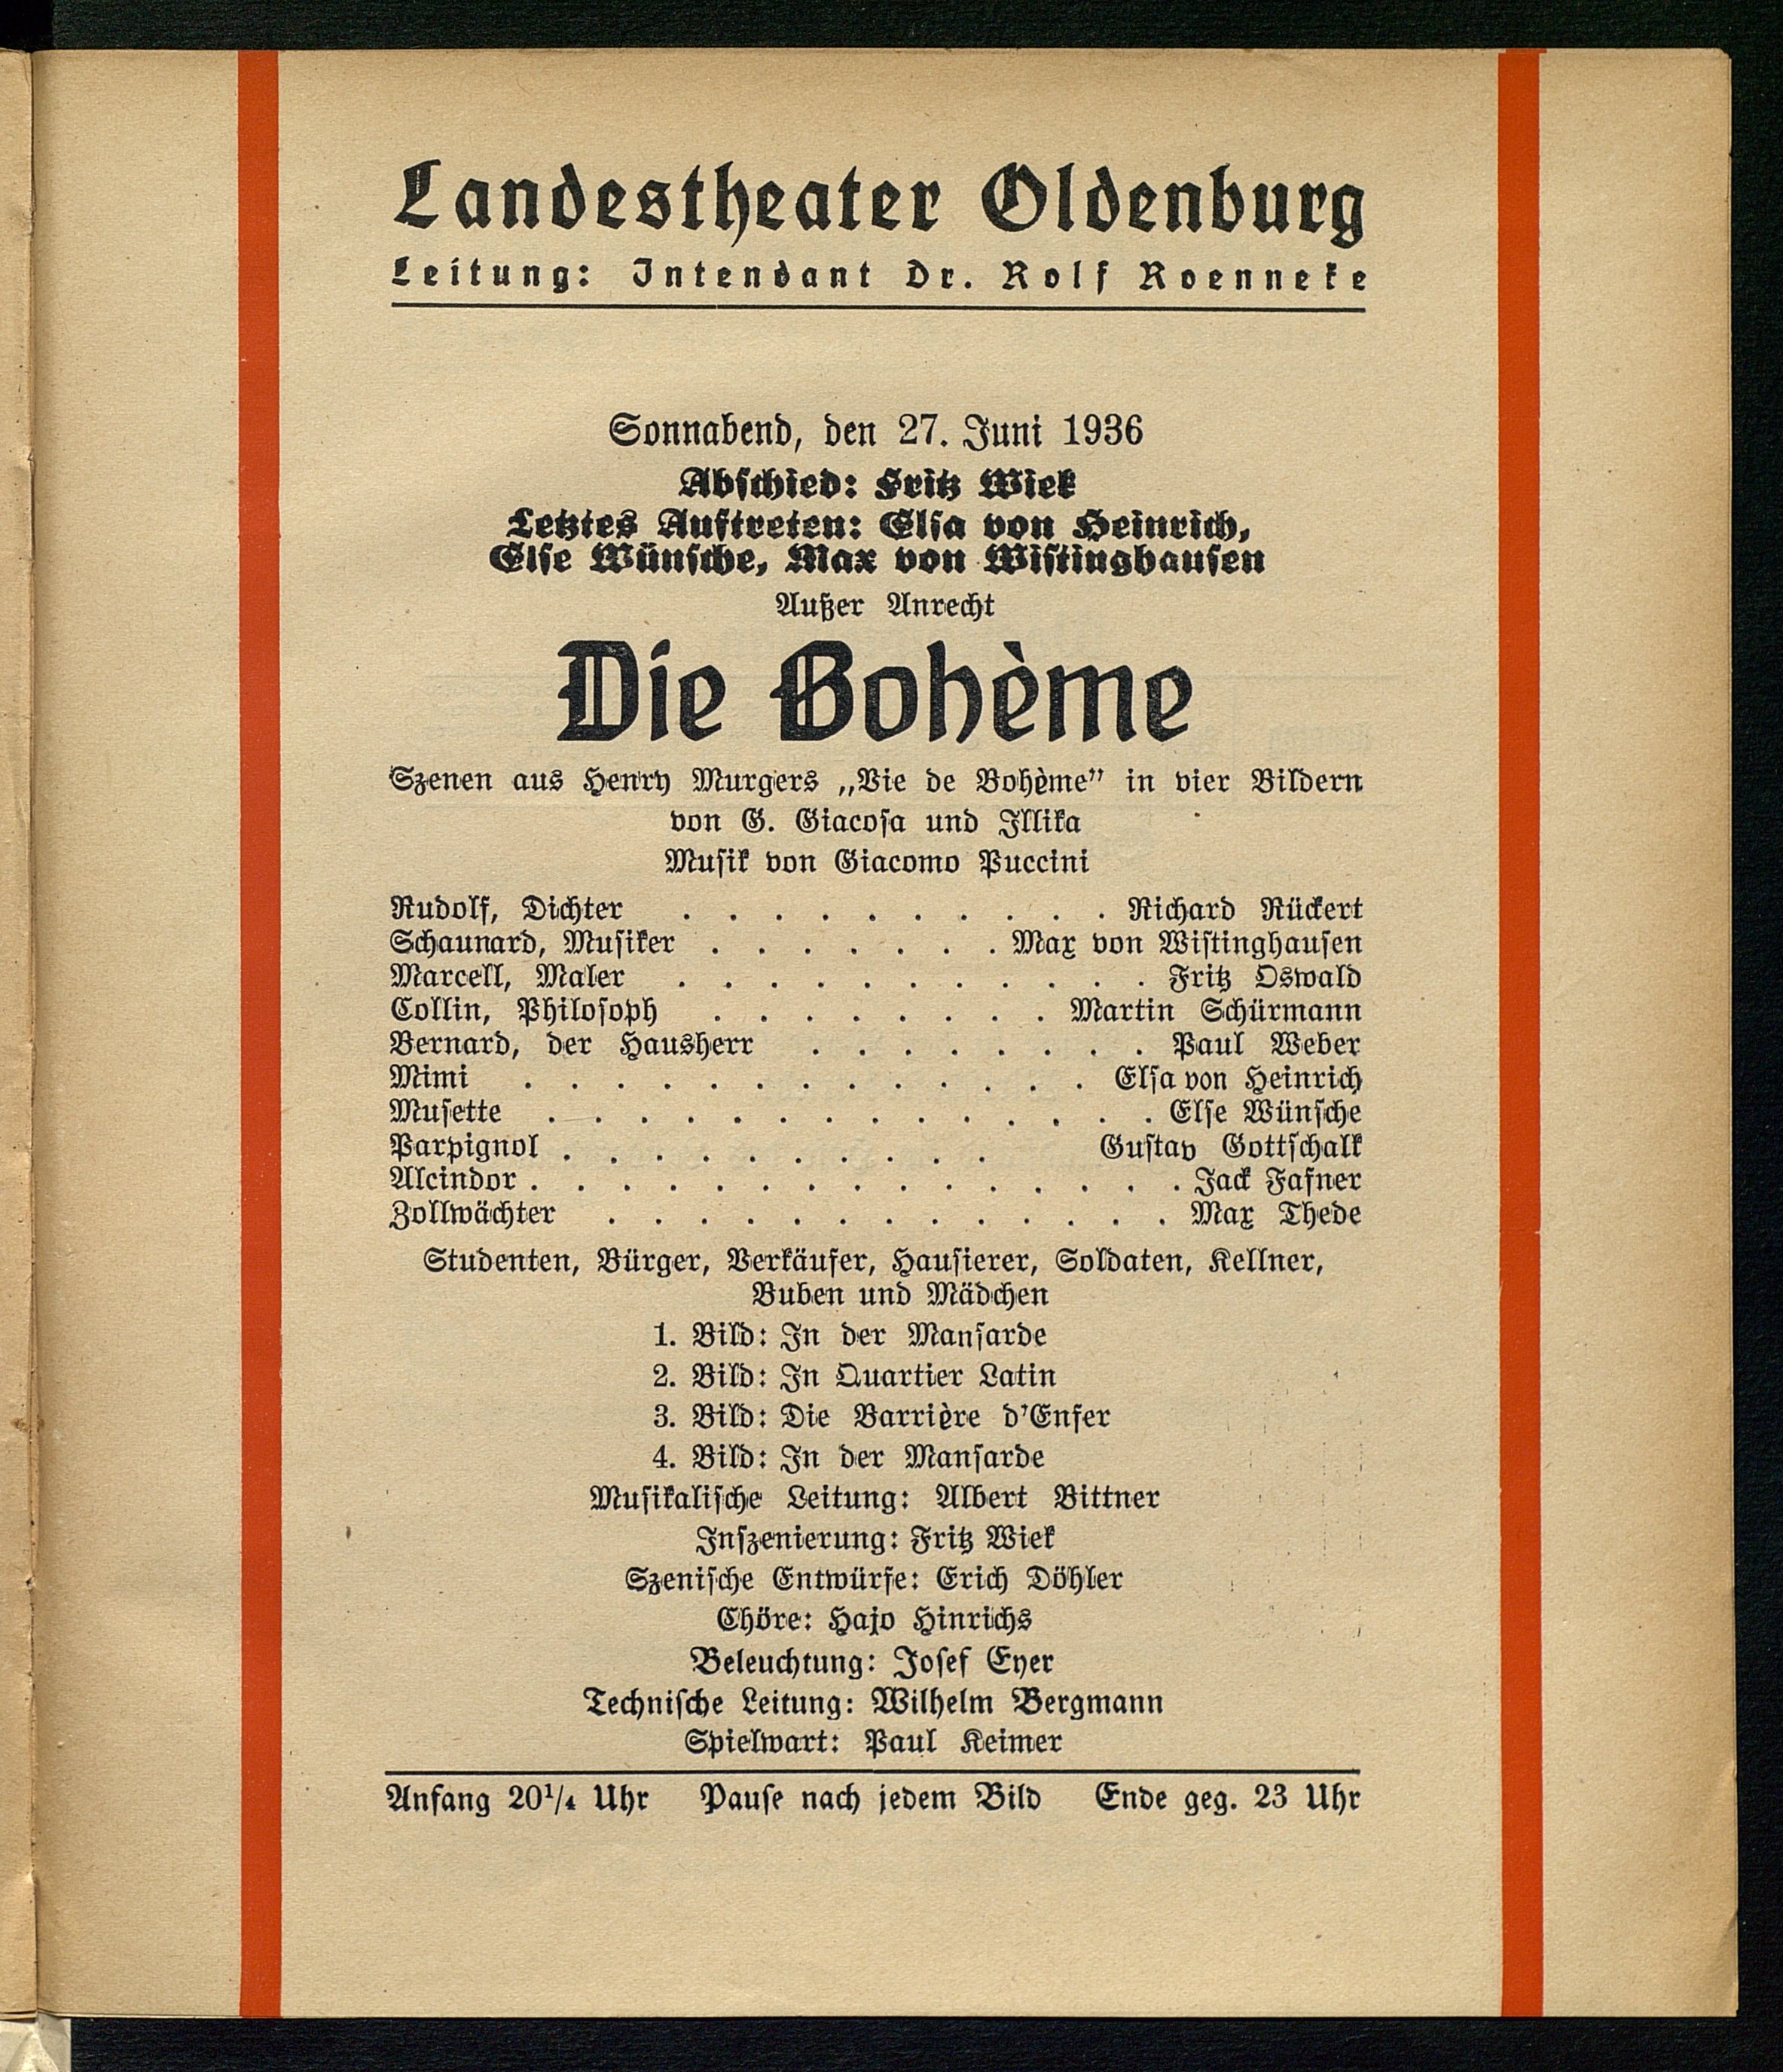 Landestheater Oldenburg
Leitung: Intendant Dr. Rolf Roenneke
Sonnabend, den 27. Juni 1936
Abschied: Fritz Wiek
Letztes Auftreten: Elsa von Heinrich,
Else Wünsche, Max von Wistinghausen
Außer Anrecht
Die Bohème
Szenen aus Henry Murgers „Vie de Bohème" in vier Bildern
von G. Giacosa und Illika
Musik von Giacomo Puccini
Rudolf, Dichter . . . . . . . . . . Richard Rückert
Schaunard, Musiker . . . . . . . Max von Wistinghausen
Marcell, Maler . . . . . . . . . . . Fritz Oswald
Collin, Philosoph . . . . . . . . Martin Schürmann
Bernard, der Hausherr . . . . . . . . Paul Weber
Mimi . . . . . . . . . . . . . Elsa von Heinrich
Musette . . . . . . . . . . . . . . Else Wünsche
Parpignol . . . . . . . . . . Gustav Gottschalk
Alcindor . . . . . . . . . . . . . . . Jack Fafner
Zollwächter . . . . . . . . . . . . . Max Thede
Studenten, Bürger, Verkäufer, Hausierer, Soldaten, Kellner,
Buben und Mädchen
1. Bild: In der Mansarde
2. Bild: In Quartier Latin
3. Bild: Die Barrière d'Enfer
4. Bild: In der Mansarde
Musikalische Leitung: Albert Bittner
Inszenierung: Fritz Wiek
Szenische Entwürfe: Erich Döhler
Chöre: Hajo Hinrichs
Beleuchtung: Josef Eyer
Technische Leitung: Wilhelm Bergmann
Spielwart: Paul Keimer
Anfang 20¼ Uhr Pause nach jedem Bild Ende geg. 23 Uhr